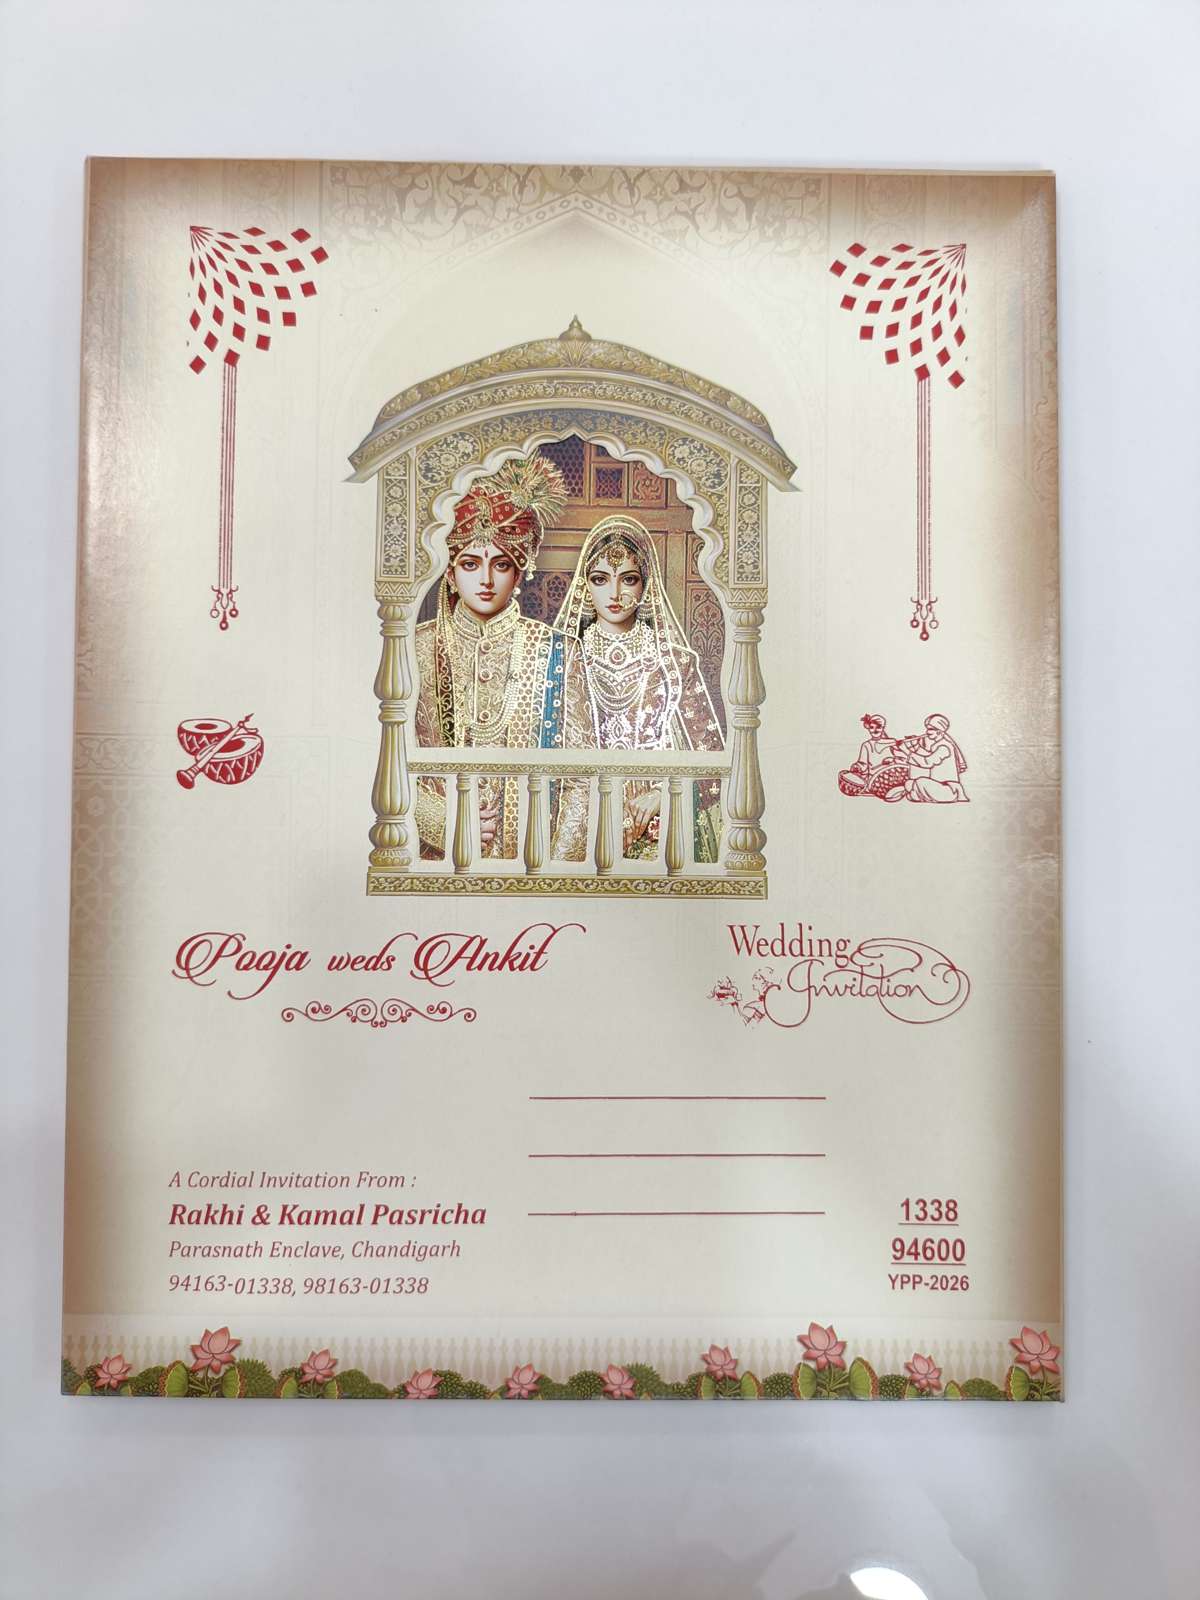 Pooja weds Ankit
Wedding
Invitation
A Cordial Invitation From :
Rakhi & Kamal Pasricha
Parasnath Enclave, Chandigarh
94163-01338, 98163-01338
1338
94600
YPP-2026